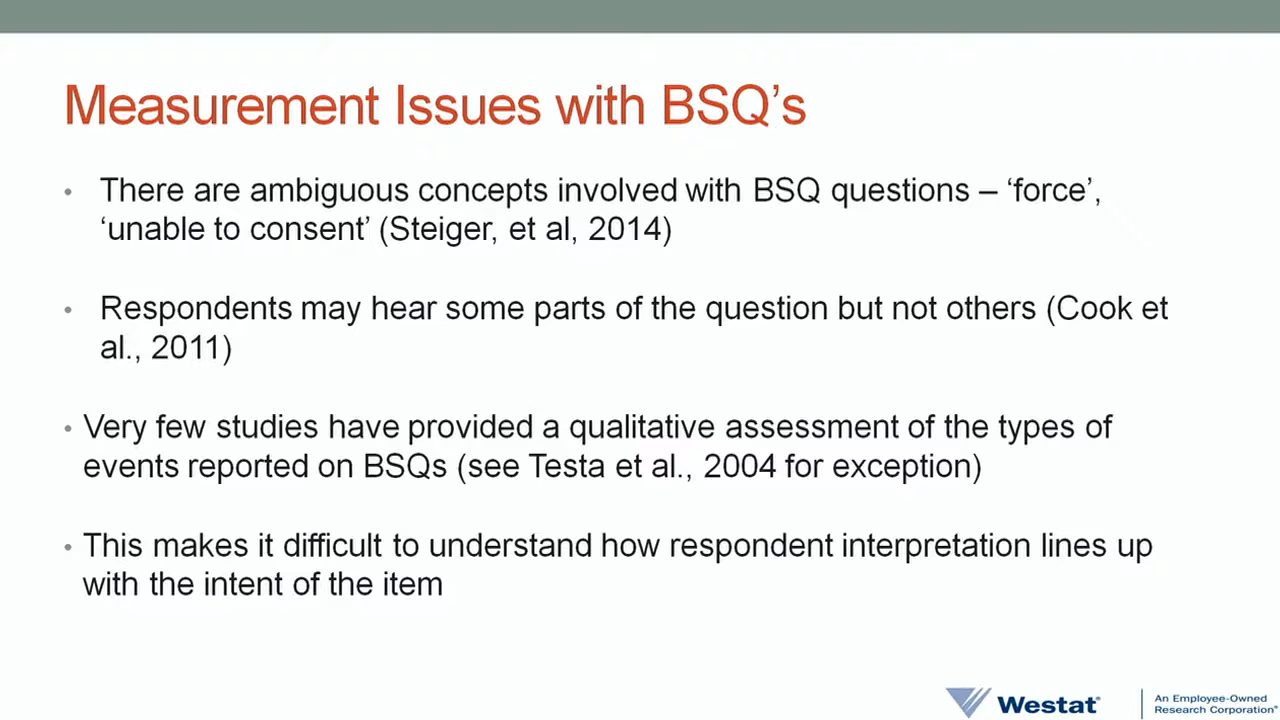 Measurement Issues with BSQ’s
• There are ambiguous concepts involved with BSQ questions – ‘force’,
‘unable to consent’ (Steiger, et al, 2014)
• Respondents may hear some parts of the question but not others (Cook et
al., 2011)
• Very few studies have provided a qualitative assessment of the types of
events reported on BSQs (see Testa et al., 2004 for exception)
• This makes it difficult to understand how respondent interpretation lines up
with the intent of the item
Westat®
An Employee-Owned
Research Corporation®